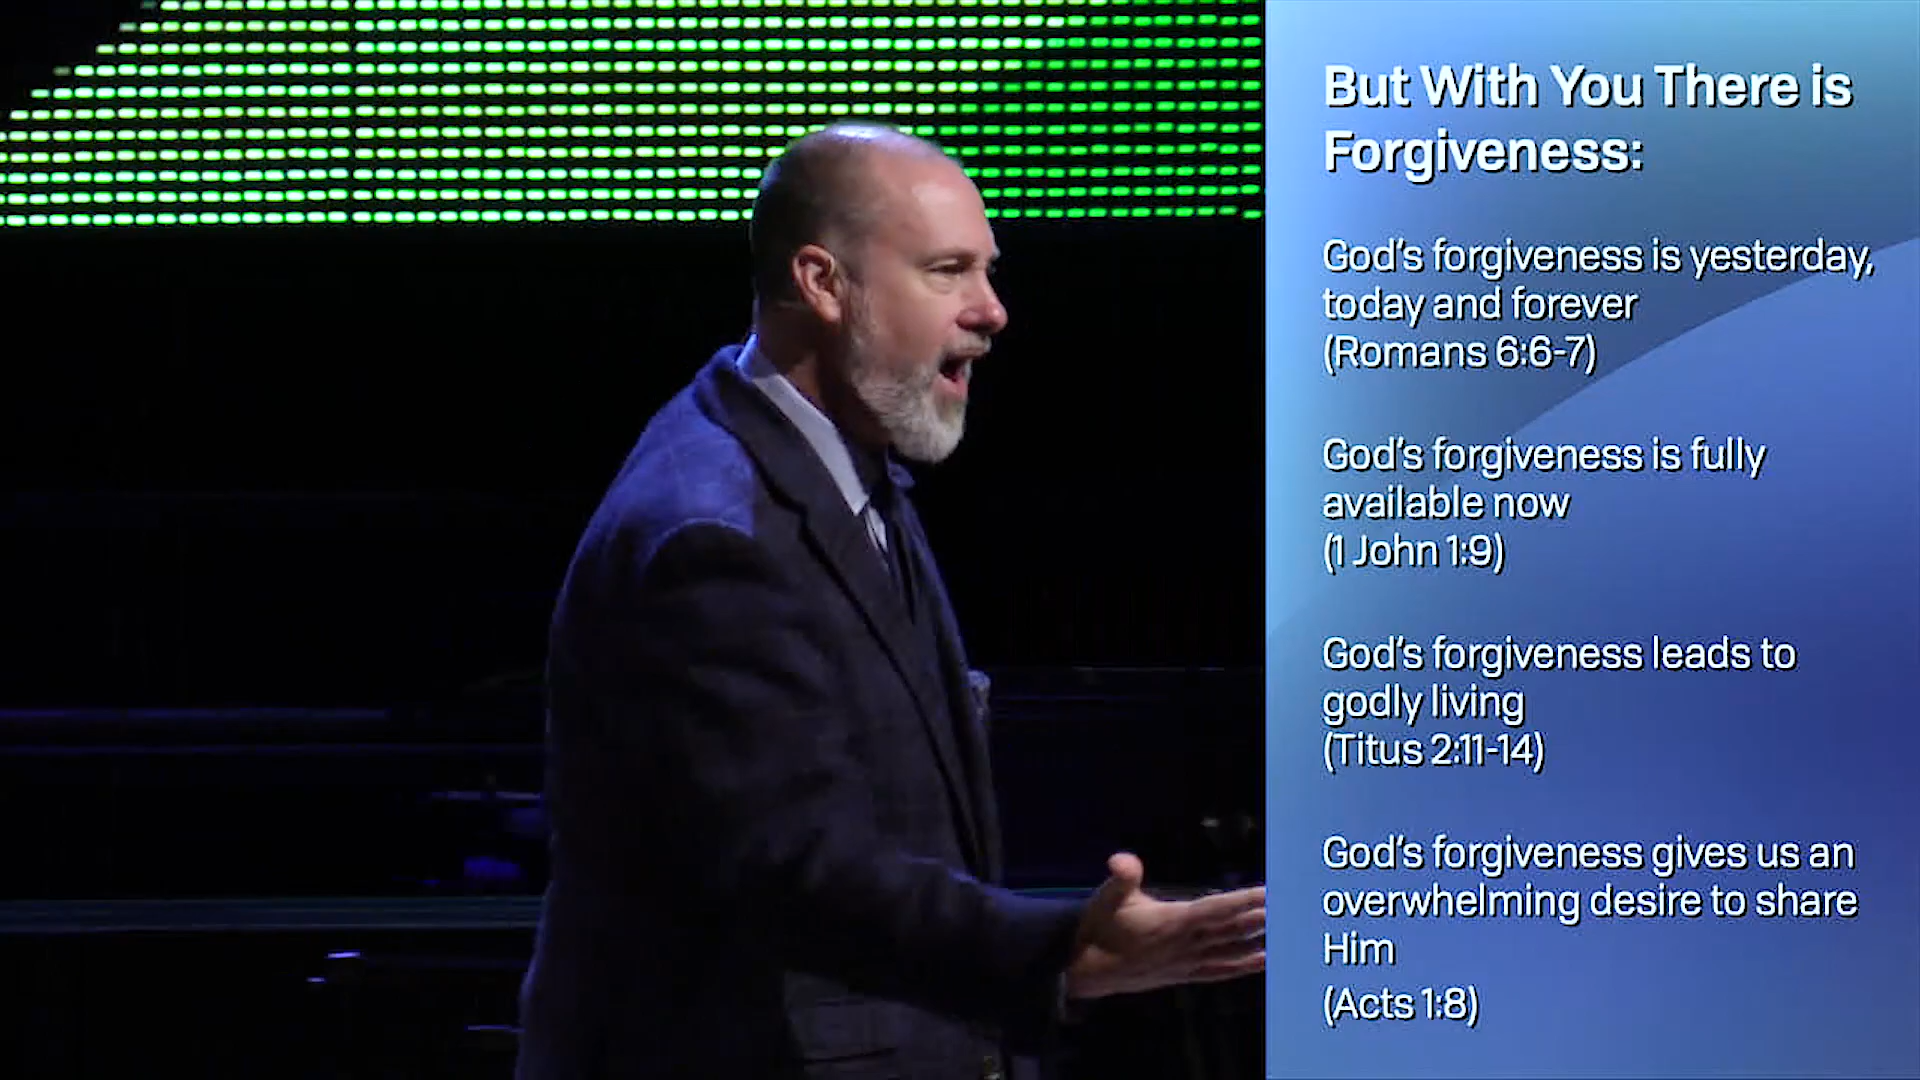 But With You There is
Forgiveness:
God's forgiveness is yesterday,
today and forever
(Romans 6:6-7)
God's forgiveness is fully
available now
(1 John 1:9)
God's forgiveness leads to
godly living
(Titus 2:11-14)
God's forgiveness gives us an
overwhelming desire to share
Him
(Acts 1:8)